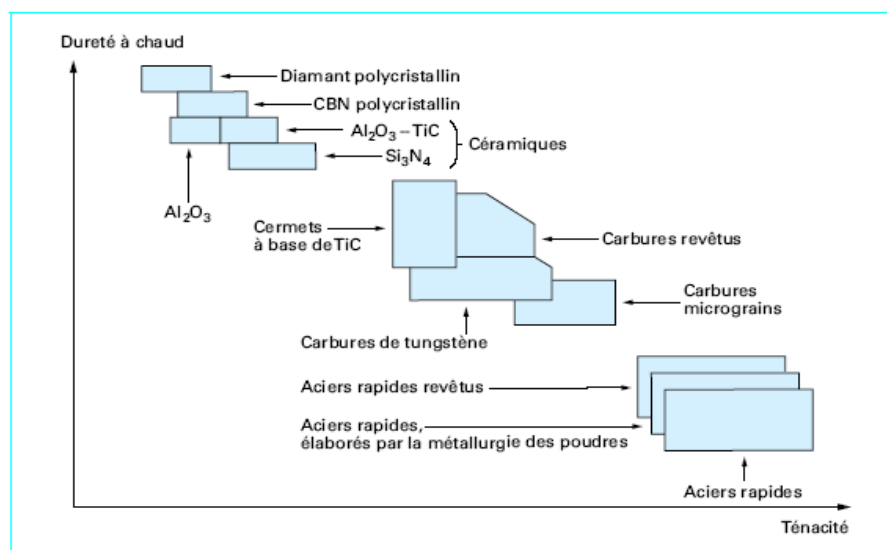 Dureté à chaud
Diamant polycristallin
CBN polycristallin
Al₂O₃ – TiC
Céramiques
Si₃N₄
Al₂O₃
Cermets
à base de TiC
Carbures revêtus
Carbures
micrograins
Carbures de tungstène
Aciers rapides revêtus
Aciers rapides,
élaborés par la métallurgie des poudres
Aciers rapides
Ténacité